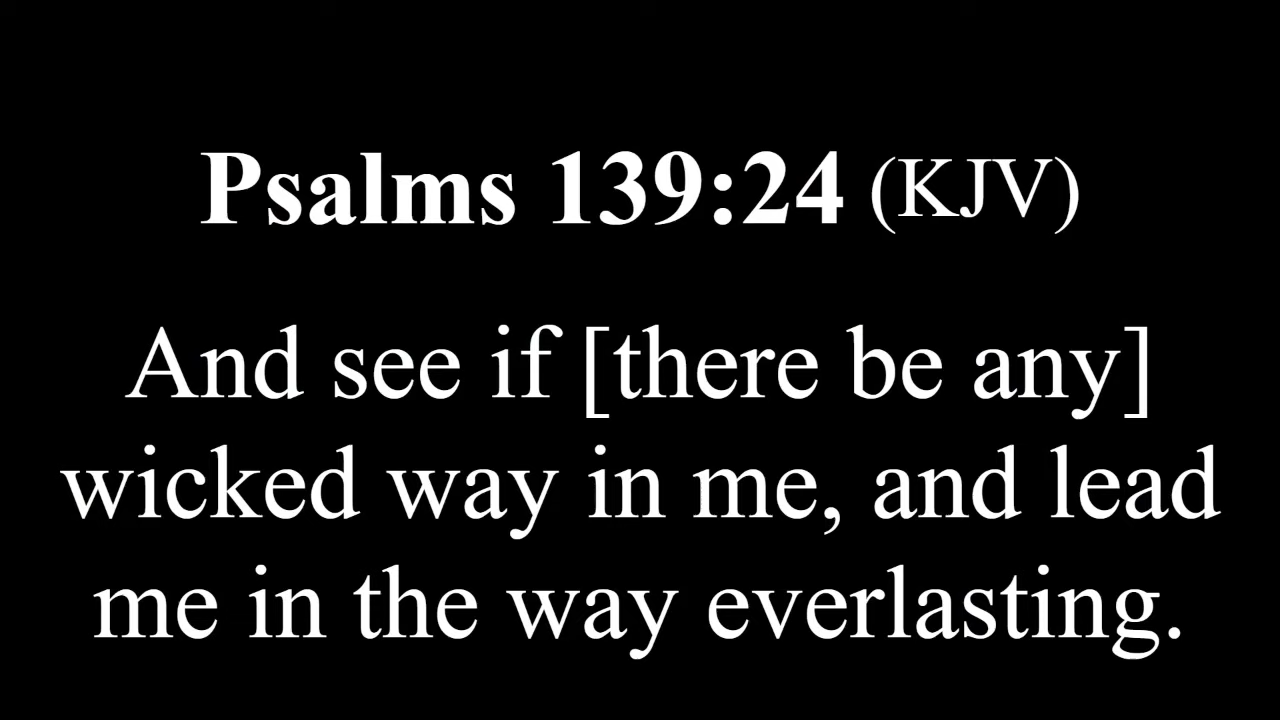 Psalms 139:24 (KJV)
And see if [there be any]
wicked way in me, and lead
me in the way everlasting.